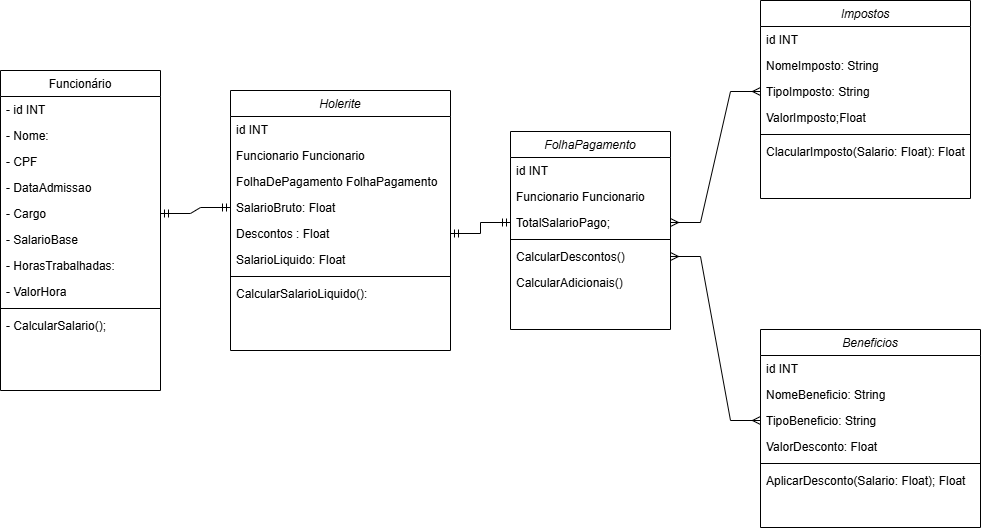 Funcionário
- id INT
- Nome:
- CPF
- DataAdmissao
- Cargo
- SalarioBase
- HorasTrabalhadas:
- ValorHora
- CalcularSalario();
Holerite
id INT
Funcionario Funcionario
FolhaDePagamento FolhaPagamento
SalarioBruto: Float
Descontos : Float
SalarioLiquido: Float
CalcularSalarioLiquido():
FolhaPagamento
id INT
Funcionario Funcionário
TotalSalarioPago;
CalcularDescontos()
CalcularAdicionais()
Impostos
id INT
NomeImposto: String
TipoImposto: String
ValorImposto;Float
ClacularImposto(Salario: Float): Float
Beneficios
id INT
NomeBeneficio: String
TipoBeneficio: String
ValorDesconto: Float
AplicarDesconto(Salario: Float); Float